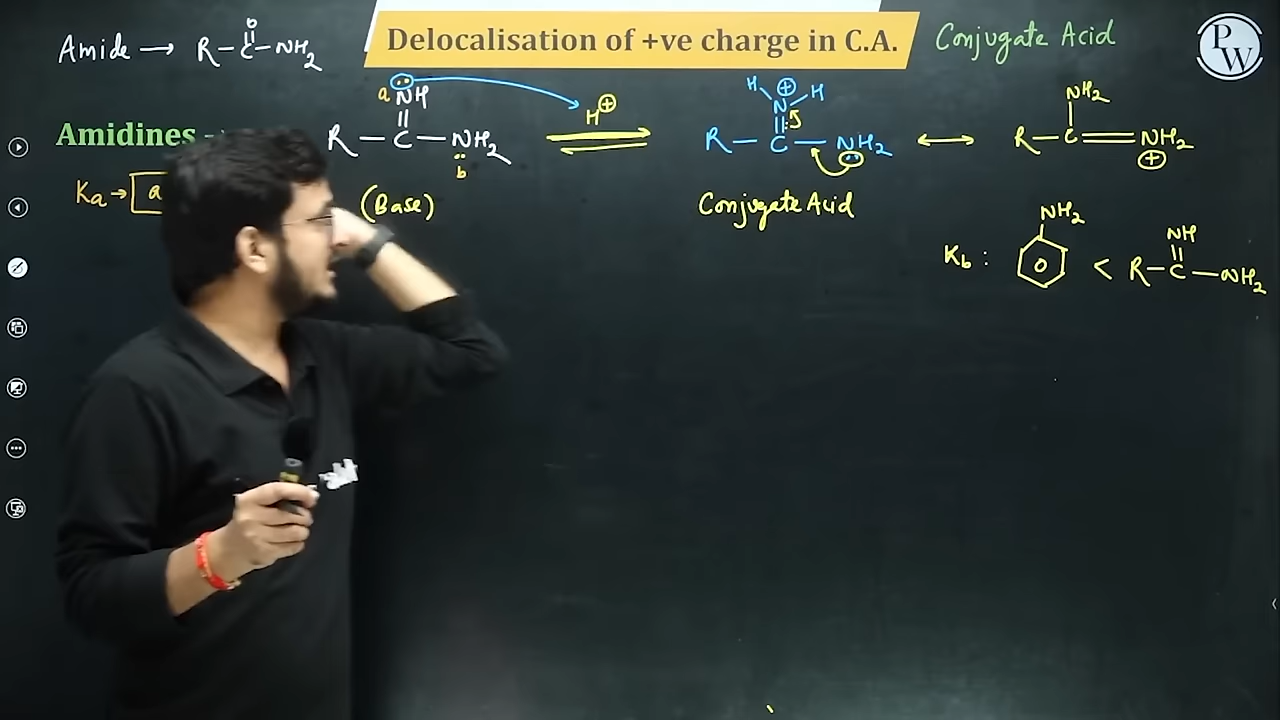 Delocalisation of +ve charge in C.A.
Conjugate Acid
PW
O
Amide → R–C–NH₂
Amidines
a NH
R — C — NH₂
b
H⊕
H ⊕ H
N
R — C — NH₂
NH₂
R — C = NH₂
⊕
Ka → a
(Base)
Conjugate Acid
NH₂
NH
Kb : < R–C–NH₂